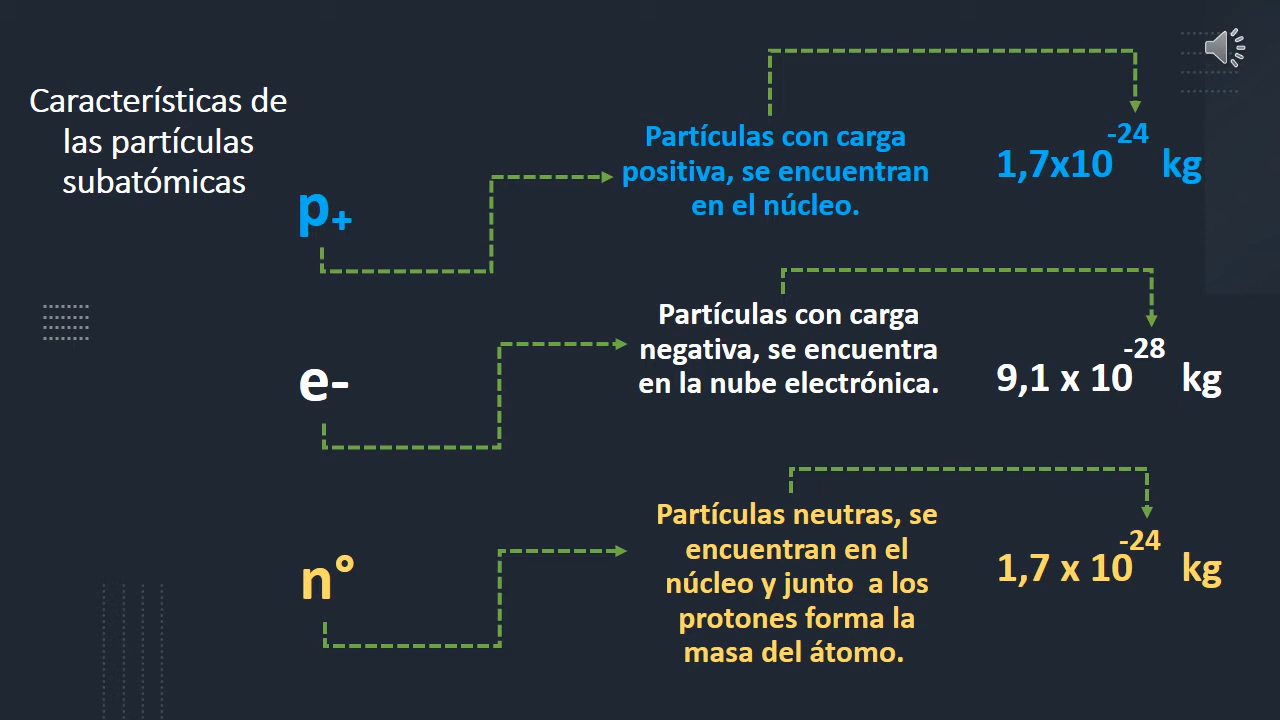 Características de
las partículas
subatómicas
p+
Partículas con carga
positiva, se encuentran
en el núcleo.
1,7x10-24 kg
e-
Partículas con carga
negativa, se encuentra
en la nube electrónica.
9,1 x 10-28 kg
n°
Partículas neutras, se
encuentran en el
núcleo y junto a los
protones forma la
masa del átomo.
1,7 x 10-24 kg